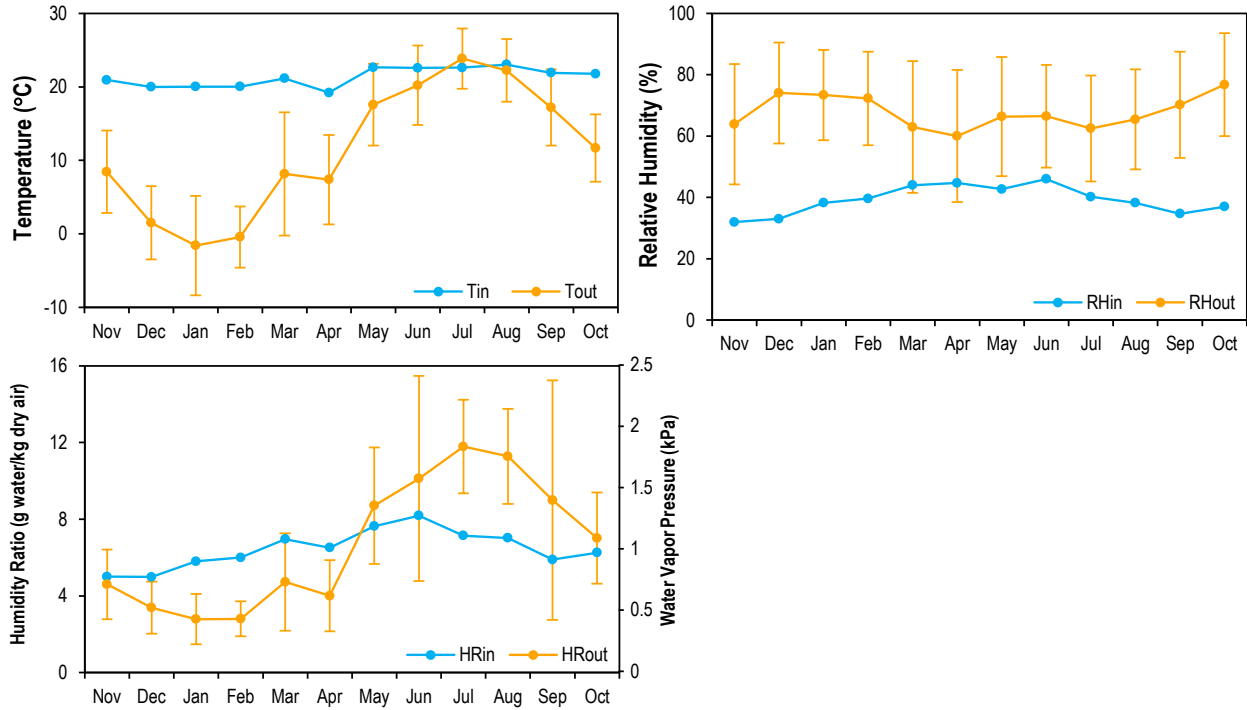 Temperature (°C)
30
20
10
0
-10
Tin Tout
Nov Dec Jan Feb Mar Apr May Jun Jul Aug Sep Oct
Relative Humidity (%)
100
80
60
40
20
0
RHin RHout
Nov Dec Jan Feb Mar Apr May Jun Jul Aug Sep Oct
Humidity Ratio (g water/kg dry air)
16
12
8
4
0
HRin HRout
Nov Dec Jan Feb Mar Apr May Jun Jul Aug Sep Oct
2.5
2
1.5
1
0.5
0
Water Vapor Pressure (kPa)